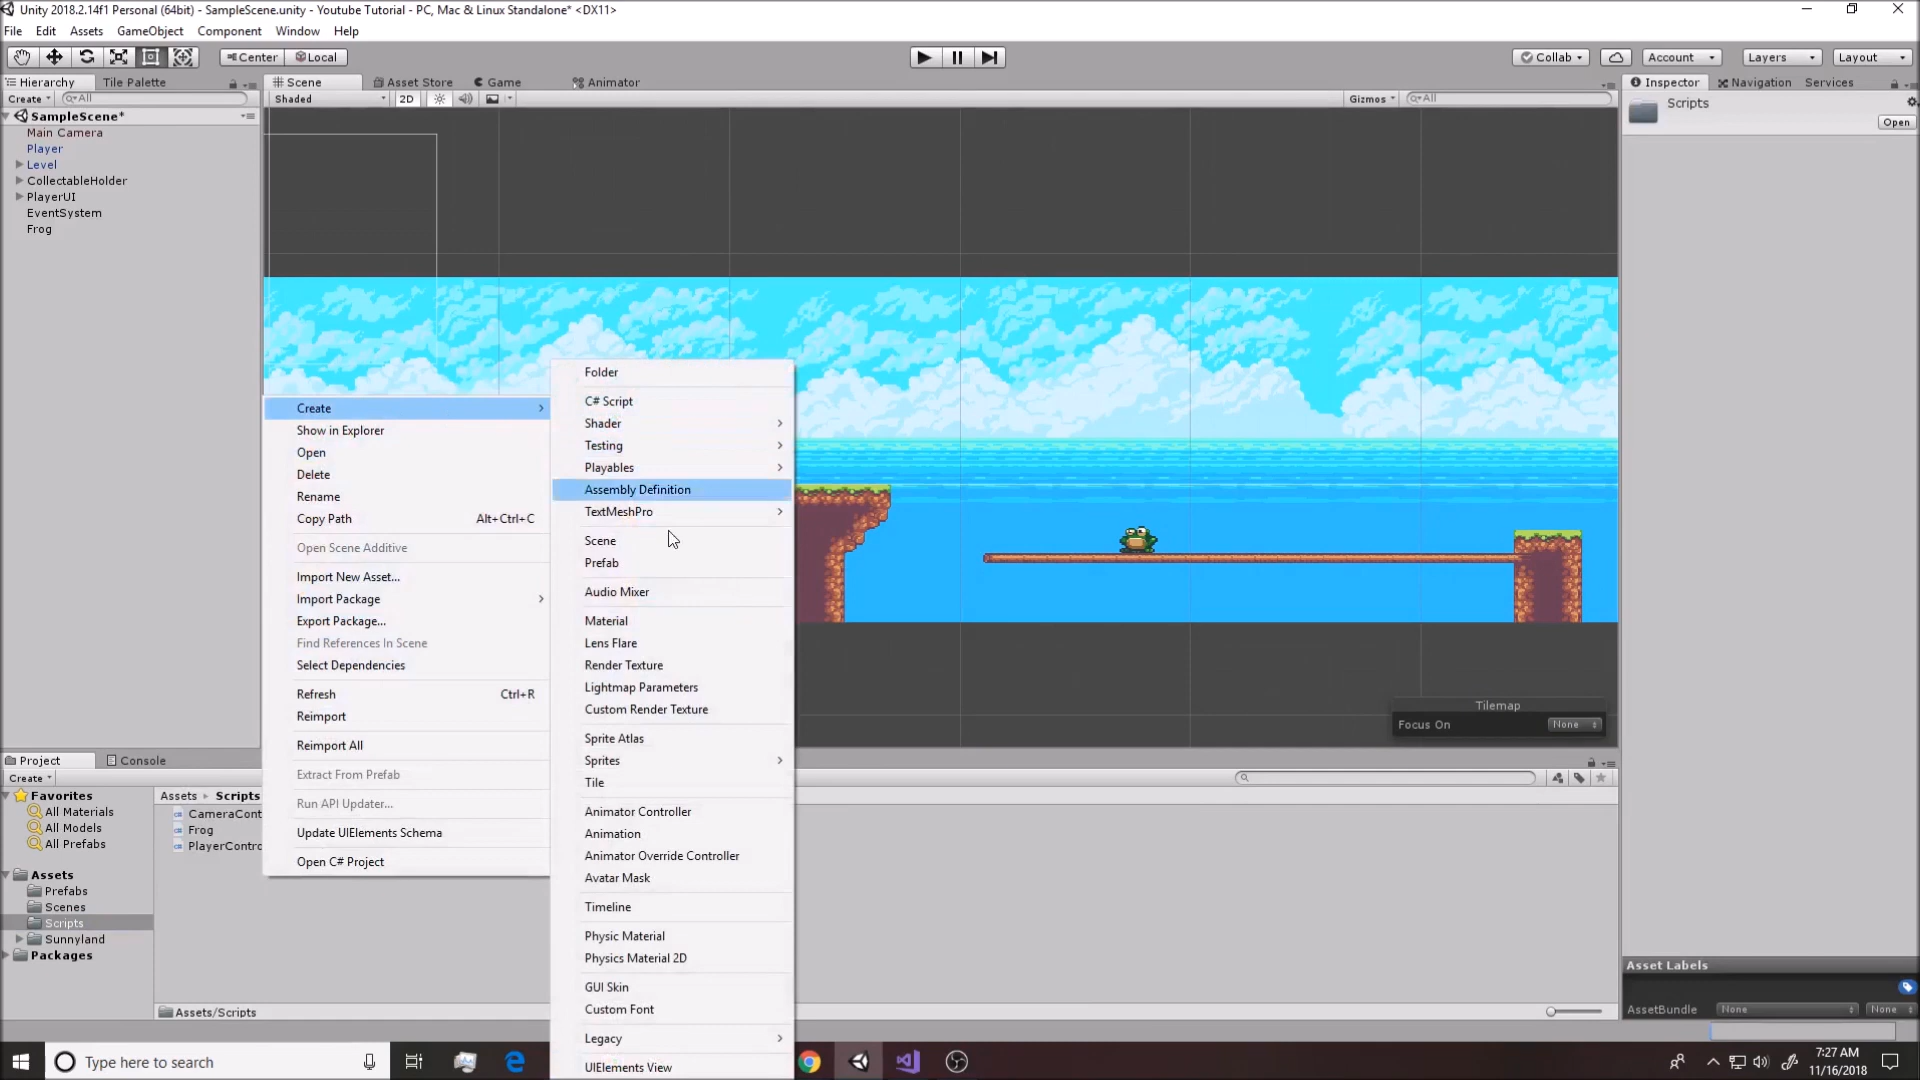 Unity 2018.2.14f1 Personal (64bit) - SampleScene.unity - Youtube Tutorial - PC, Mac & Linux Standalone* <DX11>
File Edit Assets GameObject Component Window Help
Center Local Collab Account Layers Layout
Hierarchy Tile Palette Scene Asset Store Game Animator Inspector Navigation Services
Create All Shaded 2D Gizmos All
SampleScene*
Main Camera
Player
Level
CollectableHolder
PlayerUI
EventSystem
Frog
Scripts
Open
Create
Show in Explorer
Open
Delete
Rename
Copy Path Alt+Ctrl+C
Open Scene Additive
Import New Asset...
Import Package
Export Package...
Find References In Scene
Select Dependencies
Refresh Ctrl+R
Reimport
Reimport All
Extract From Prefab
Run API Updater...
Update UIElements Schema
Open C# Project
Folder
C# Script
Shader
Testing
Playables
Assembly Definition
TextMeshPro
Scene
Prefab
Audio Mixer
Material
Lens Flare
Render Texture
Lightmap Parameters
Custom Render Texture
Sprite Atlas
Sprites
Tile
Animator Controller
Animation
Animator Override Controller
Avatar Mask
Timeline
Physic Material
Physics Material 2D
GUI Skin
Custom Font
Legacy
UIElements View
Tilemap
Focus On None
Project Console
Create
Favorites
All Materials
All Models
All Prefabs
Assets
Prefabs
Scenes
Scripts
Sunnyland
Packages
Assets Scripts
CameraCont
Frog
PlayerContro
Assets/Scripts
Asset Labels
AssetBundle None None
Type here to search
7:27 AM
11/16/2018